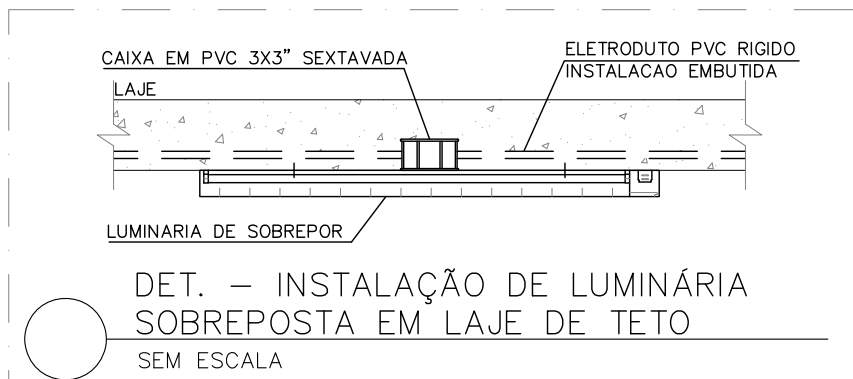 CAIXA EM PVC 3X3” SEXTAVADA
ELETRODUTO PVC RIGIDO
INSTALACAO EMBUTIDA
LAJE
LUMINARIA DE SOBREPOR
DET. – INSTALAÇÃO DE LUMINÁRIA
SOBREPOSTA EM LAJE DE TETO
SEM ESCALA